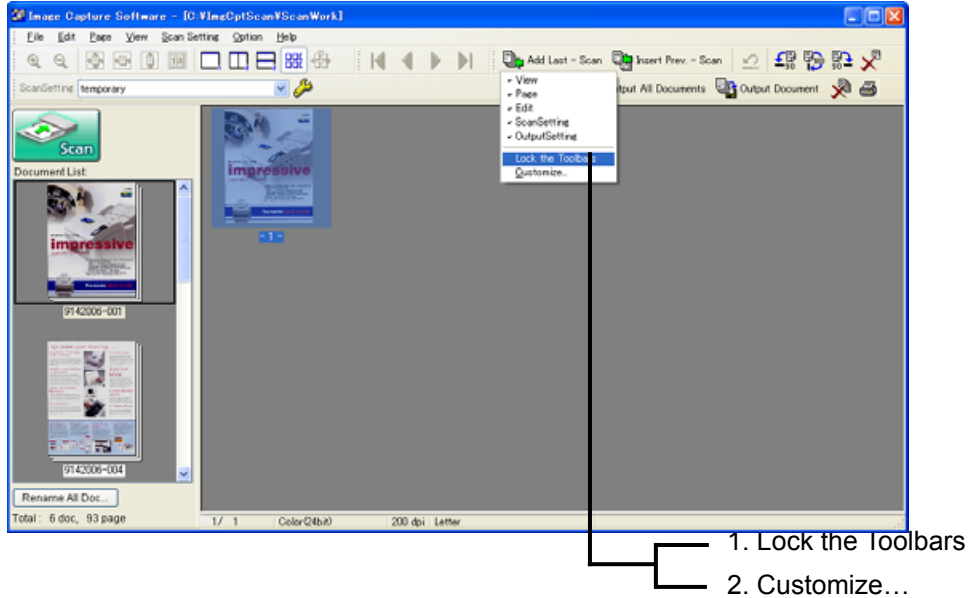 Image Capture Software - [C:¥ImgCptScan¥ScanWork]
File Edit Page View Scan Setting Option Help
Add Last - Scan Insert Prev. - Scan
ScanSetting temporary
tput All Documents Output Document
View
Page
Edit
ScanSetting
OutputSetting
Lock the Toolbars
Customize..
Scan
Document List:
impressive
9142006-001
9142006-004
impressive
- 1 -
Rename All Doc...
Total : 6 doc, 93 page
1/ 1 Color(24bit) 200 dpi Letter
1. Lock the Toolbars
2. Customize…